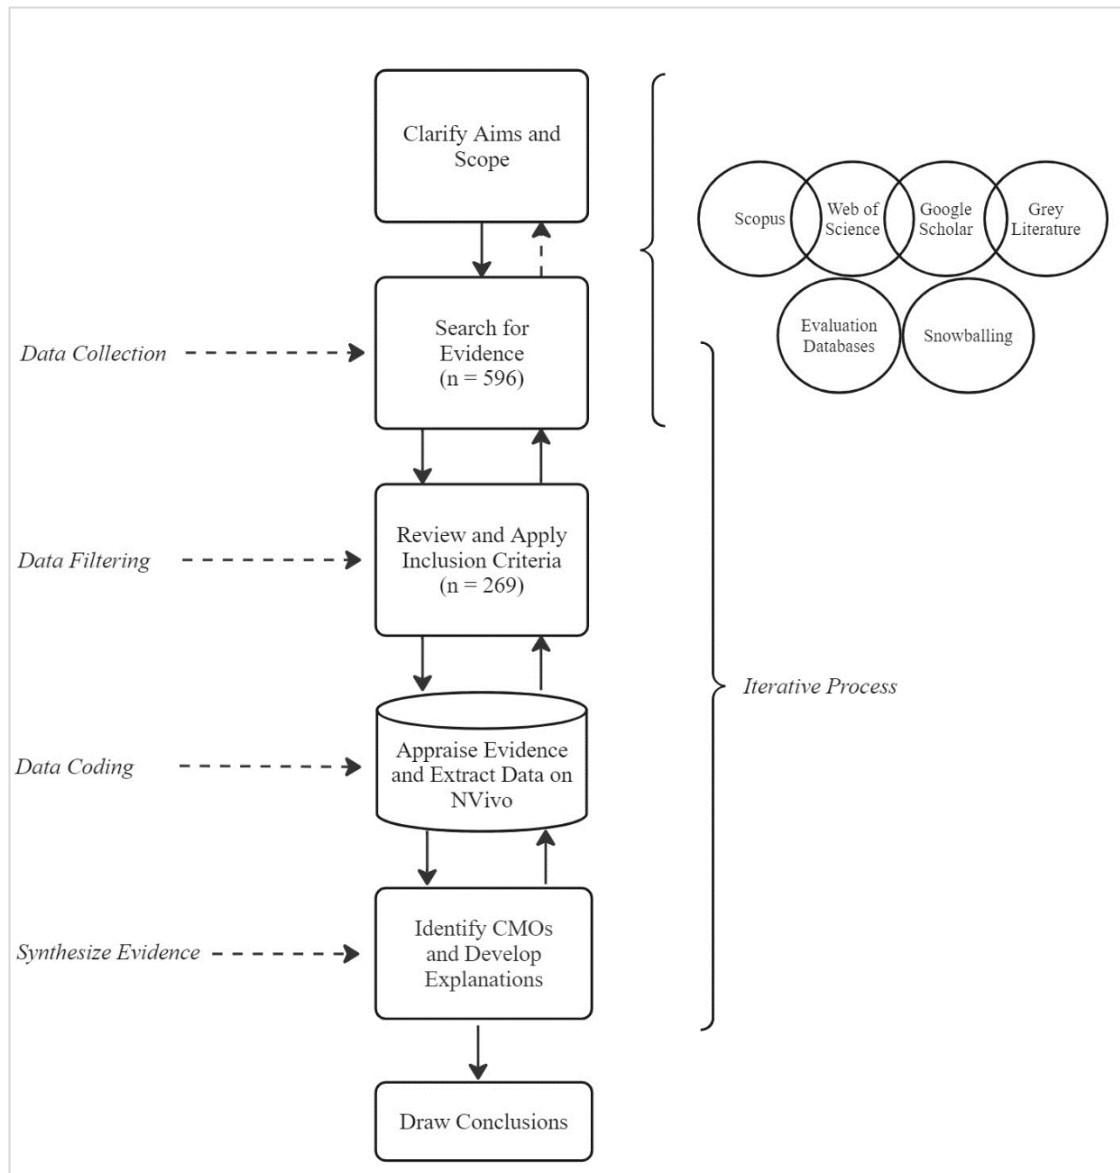 Clarify Aims and
Scope
Scopus
Web of
Science
Google
Scholar
Grey
Literature
Evaluation
Databases
Snowballing
Data Collection
Search for
Evidence
(n = 596)
Data Filtering
Review and Apply
Inclusion Criteria
(n = 269)
Iterative Process
Data Coding
Appraise Evidence
and Extract Data on
NVivo
Synthesize Evidence
Identify CMOs
and Develop
Explanations
Draw Conclusions